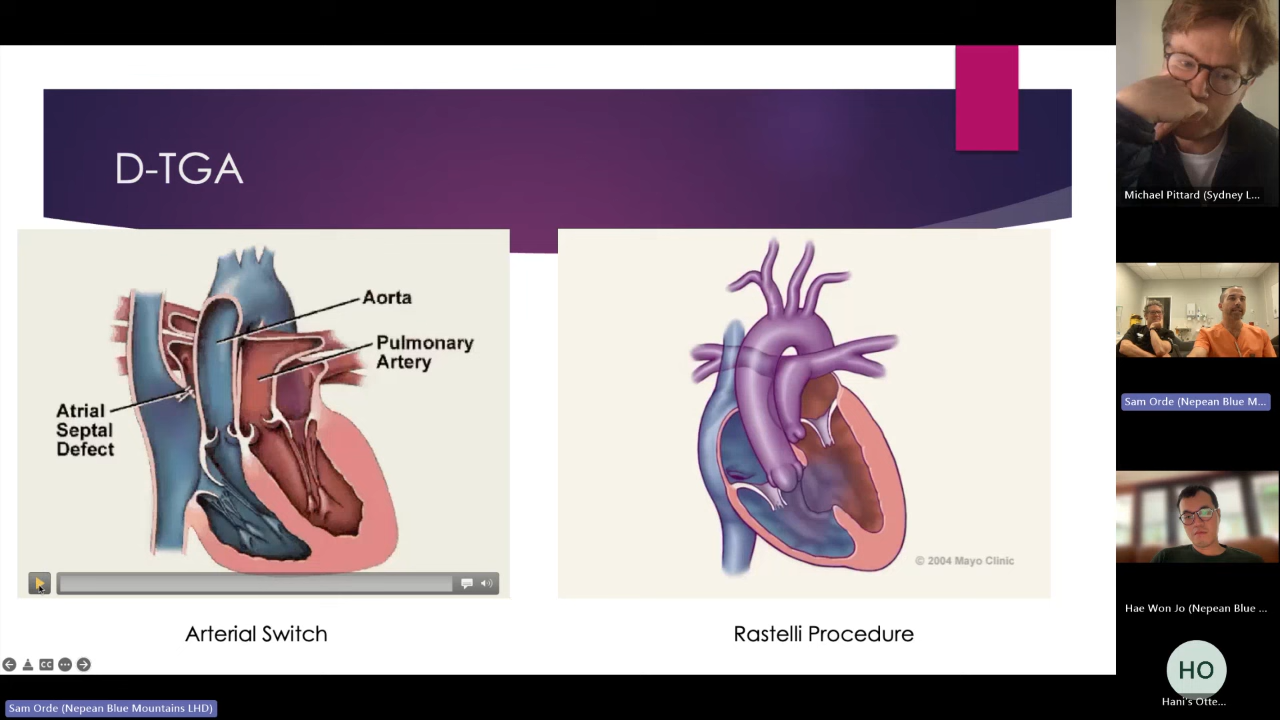 D-TGA
Aorta
Pulmonary
Artery
Atrial
Septal
Defect
© 2004 Mayo Clinic
Arterial Switch
Rastelli Procedure
CC
Sam Orde (Nepean Blue Mountains LHD)
Michael Pittard (Sydney L...
Sam Orde (Nepean Blue M...
Hae Won Jo (Nepean Blue ...
HO
Hani's Otte...